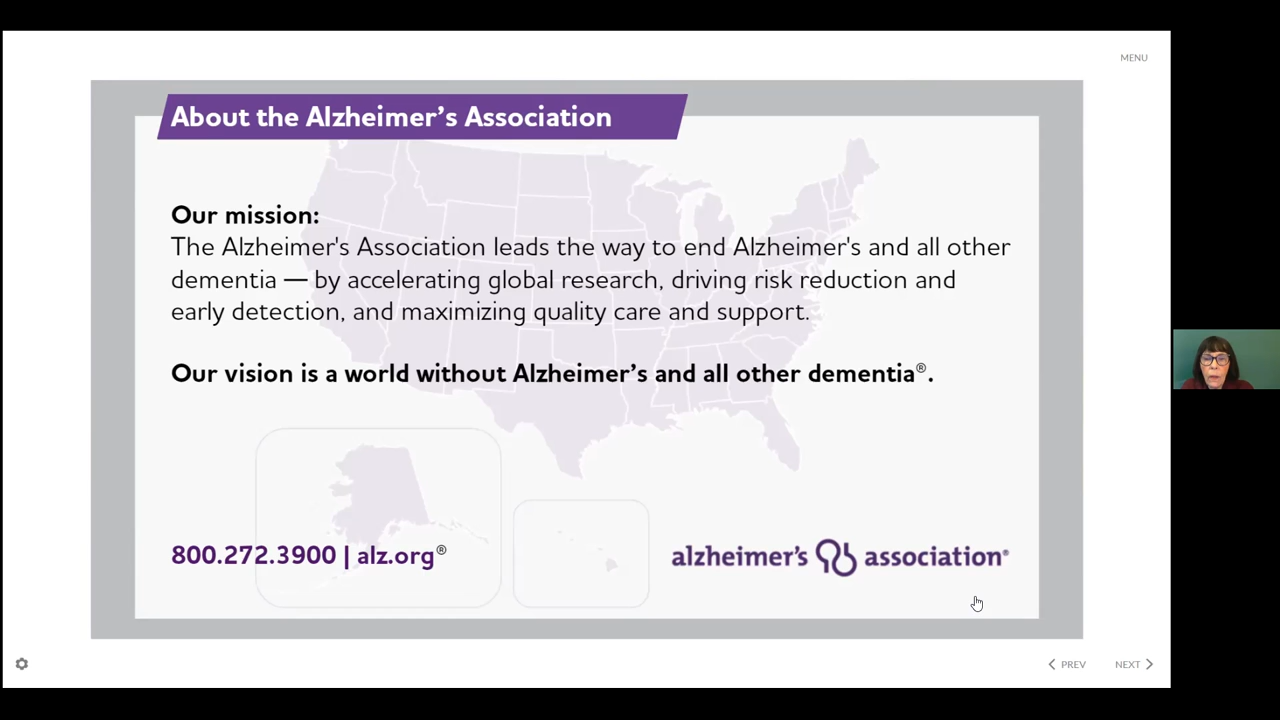 MENU
About the Alzheimer's Association
Our mission:
The Alzheimer's Association leads the way to end Alzheimer's and all other
dementia — by accelerating global research, driving risk reduction and
early detection, and maximizing quality care and support.
Our vision is a world without Alzheimer's and all other dementia®.
800.272.3900 | alz.org®
alzheimer's association®
PREV
NEXT